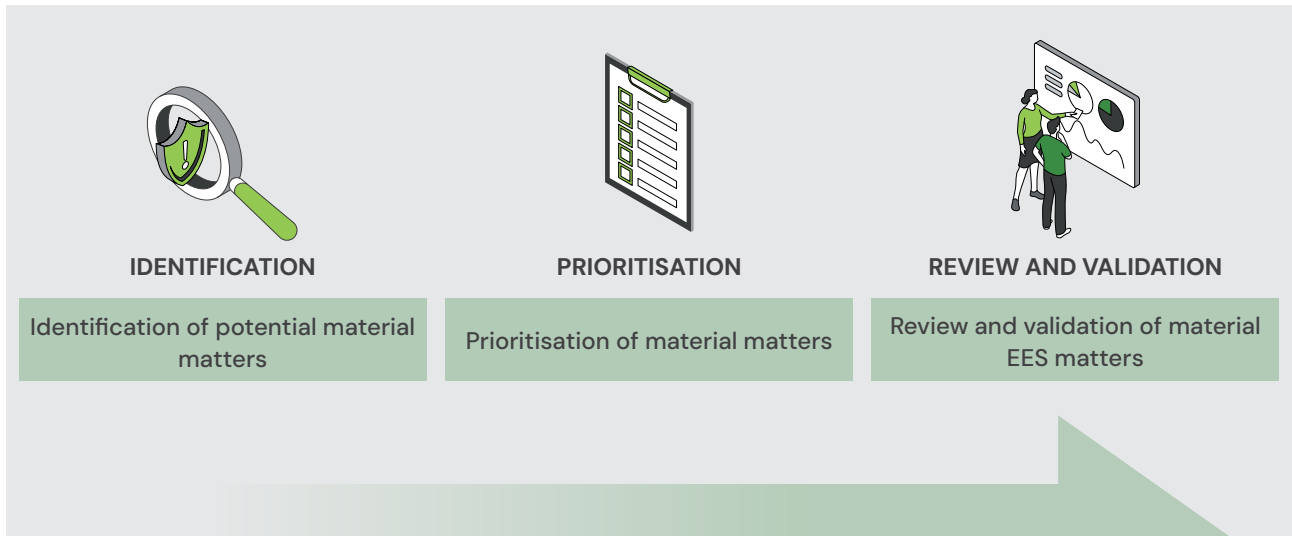 IDENTIFICATION
Identification of potential material
matters
PRIORITISATION
Prioritisation of material matters
REVIEW AND VALIDATION
Review and validation of material
EES matters